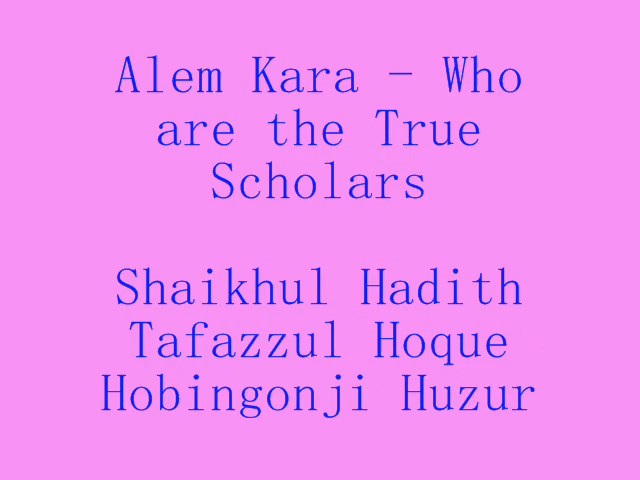 Alem Kara - Who
are the True
Scholars
Shaikhul Hadith
Tafazzul Hoque
Hobingonji Huzur